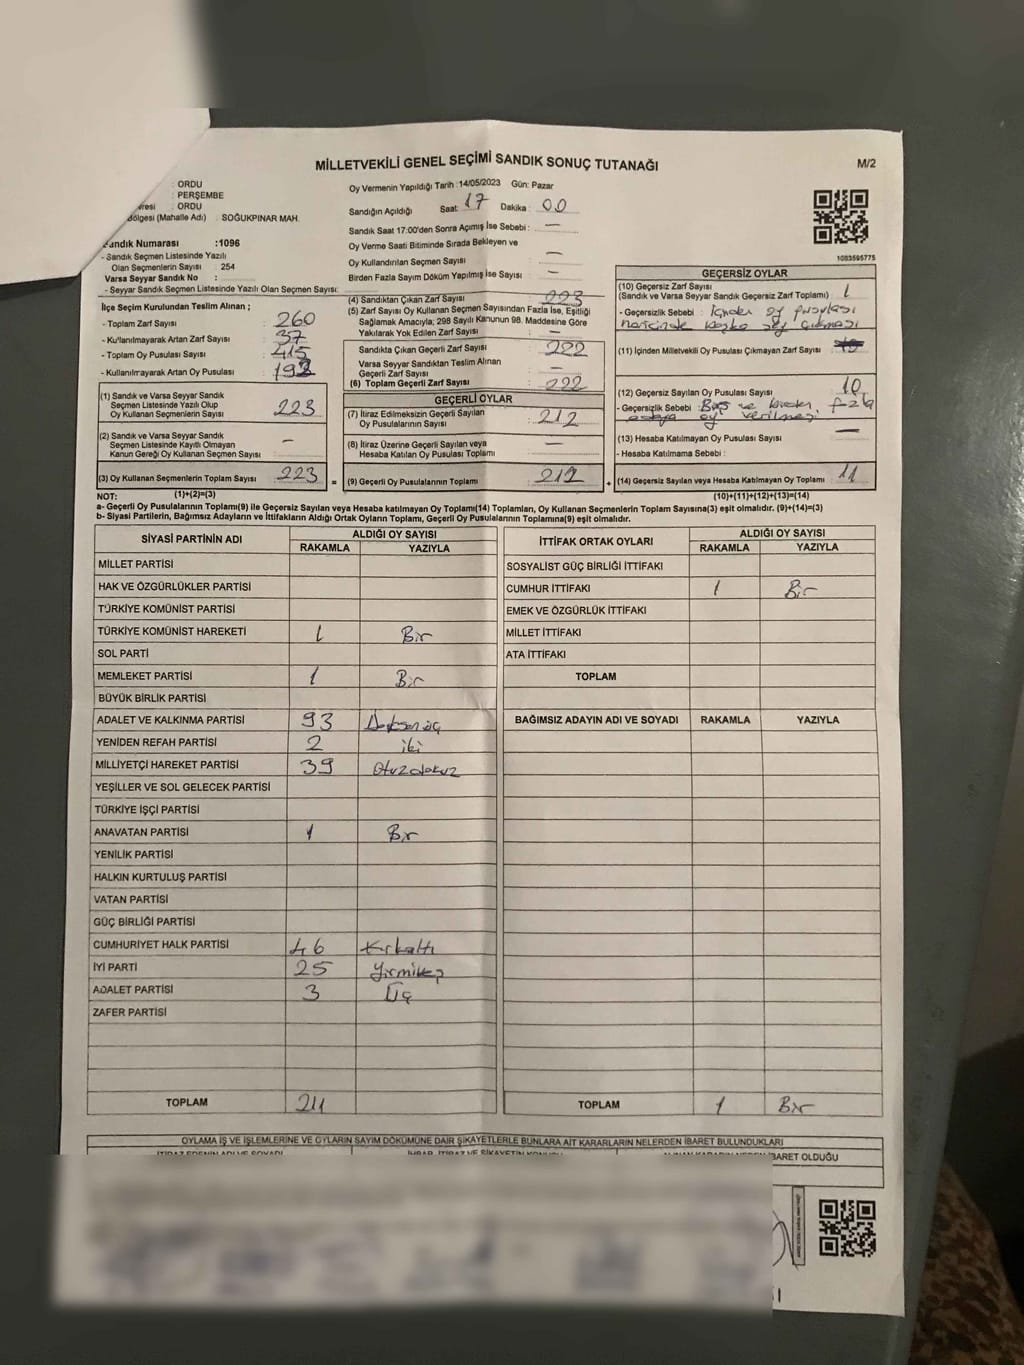 MİLLETVEKİLİ GENEL SEÇİMİ SANDIK SONUÇ TUTANAĞI
M/2
: ORDU
: PERŞEMBE
: ORDU
(Mahalle Adı) : SOĞUKPINAR MAH.
Sandık Numarası :1096
- Sandık Seçmen Listesinde Yazılı
Olan Seçmenlerin Sayısı : 254
Varsa Seyyar Sandık No :
- Seyyar Sandık Seçmen Listesinde Yazılı Olan Seçmen Sayısı:
Oy Vermenin Yapıldığı Tarih :14/05/2023 Gün: Pazar
Sandığın Açıldığı Saat: 17 Dakika : 00
Sandık Saat 17:00'den Sonra Açımış İse Sebebi : —
Oy Verme Saati Bitiminde Sırada Bekleyen ve
Oy Kullandırılan Seçmen Sayısı : —
Birden Fazla Sayım Döküm Yapılmış İse Sayısı : —
1083595775
İlçe Seçim Kurulundan Teslim Alınan ;
- Toplam Zarf Sayısı : 260
- Kullanılmayarak Artan Zarf Sayısı : 37
- Toplam Oy Pusulası Sayısı : 415
- Kullanılmayarak Artan Oy Pusulası : 193
(1) Sandık ve Varsa Seyyar Sandık
Seçmen Listesinde Yazılı Olup
Oy Kullanan Seçmenlerin Sayısı : 223
(2) Sandık ve Varsa Seyyar Sandık
Seçmen Listesinde Kayıtlı Olmayan
Kanun Gereği Oy Kullanan Seçmen Sayısı : —
(3) Oy Kullanan Seçmenlerin Toplam Sayısı : 223
(4) Sandıktan Çıkan Zarf Sayısı : 223
(5) Zarf Sayısı Oy Kullanan Seçmen Sayısından Fazla İse, Eşitliği
Sağlamak Amacıyla; 298 Sayılı Kanunun 98. Maddesine Göre
Yakılarak Yok Edilen Zarf Sayısı : —
Sandıkta Çıkan Geçerli Zarf Sayısı : 222
Varsa Seyyar Sandıktan Teslim Alınan
Geçerli Zarf Sayısı : —
(6) Toplam Geçerli Zarf Sayısı : 222
GEÇERLİ OYLAR
(7) İtiraz Edilmeksizin Geçerli Sayılan
Oy Pusulalarının Sayısı : 212
(8) İtiraz Üzerine Geçerli Sayılan veya
Hesaba Katılan Oy Pusulası Toplamı : —
= (9) Geçerli Oy Pusulalarının Toplamı : 212 +
GEÇERSİZ OYLAR
(10) Geçersiz Zarf Sayısı
(Sandık ve Varsa Seyyar Sandık Geçersiz Zarf Toplamı) : 1
- Geçersizlik Sebebi : oy pusulası
haricinde başka şey çıkması
(11) İçinden Milletvekili Oy Pusulası Çıkmayan Zarf Sayısı :
(12) Geçersiz Sayılan Oy Pusulası Sayısı : 10
- Geçersizlik Sebebi : Boş ve birden fazla
oy verilmesi
(13) Hesaba Katılmayan Oy Pusulası Sayısı : —
- Hesaba Katılmama Sebebi :
(14) Geçersiz Sayılan veya Hesaba Katılmayan Oy Toplamı : 11
NOT: (1)+(2)=(3) (10)+(11)+(12)+(13)=(14)
a- Geçerli Oy Pusulalarının Toplamı(9) ile Geçersiz Sayılan veya Hesaba Katılmayan Oy Toplamı(14) Toplamları, Oy Kullanan Seçmenlerin Toplam Sayısına(3) eşit olmalıdır. (9)+(14)=(3)
b- Siyasi Partilerin, Bağımsız Adayların ve İttifakların Aldığı Ortak Oyların Toplamı, Geçerli Oy Pusulalarının Toplamına(9) eşit olmalıdır.
SİYASİ PARTİNİN ADI ALDIĞI OY SAYISI
RAKAMLA YAZIYLA
MİLLET PARTİSİ
HAK VE ÖZGÜRLÜKLER PARTİSİ
TÜRKİYE KOMÜNİST PARTİSİ
TÜRKİYE KOMÜNİST HAREKETİ 1 Bir
SOL PARTİ
MEMLEKET PARTİSİ 1 Bir
BÜYÜK BİRLİK PARTİSİ
ADALET VE KALKINMA PARTİSİ 93 Doksanüç
YENİDEN REFAH PARTİSİ 2 iki
MİLLİYETÇİ HAREKET PARTİSİ 39 Otuzdokuz
YEŞİLLER VE SOL GELECEK PARTİSİ
TÜRKİYE İŞÇİ PARTİSİ
ANAVATAN PARTİSİ 1 Bir
YENİLİK PARTİSİ
HALKIN KURTULUŞ PARTİSİ
VATAN PARTİSİ
GÜÇ BİRLİĞİ PARTİSİ
CUMHURİYET HALK PARTİSİ 46 Kırkaltı
İYİ PARTİ 25 Yirmibeş
ADALET PARTİSİ 3 Üç
ZAFER PARTİSİ
TOPLAM 211
İTTİFAK ORTAK OYLARI ALDIĞI OY SAYISI
RAKAMLA YAZIYLA
SOSYALİST GÜÇ BİRLİĞİ İTTİFAKI
CUMHUR İTTİFAKI 1 Bir
EMEK VE ÖZGÜRLÜK İTTİFAKI
MİLLET İTTİFAKI
ATA İTTİFAKI
TOPLAM
BAĞIMSIZ ADAYIN ADI VE SOYADI RAKAMLA YAZIYLA
TOPLAM 1 Bir
OYLAMA İŞ VE İŞLEMLERİNE VE OYLARIN SAYIM DÖKÜMÜNE DAİR ŞİKAYETLERLE BUNLARA AİT KARARLARIN NELERDEN İBARET BULUNDUKLARI
İBARET OLDUĞU